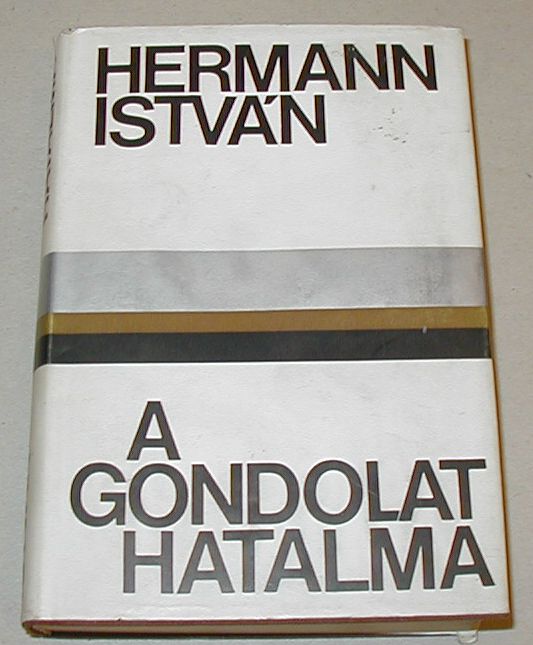 HERMANN
ISTVÁN
A
GONDOLAT
HATALMA